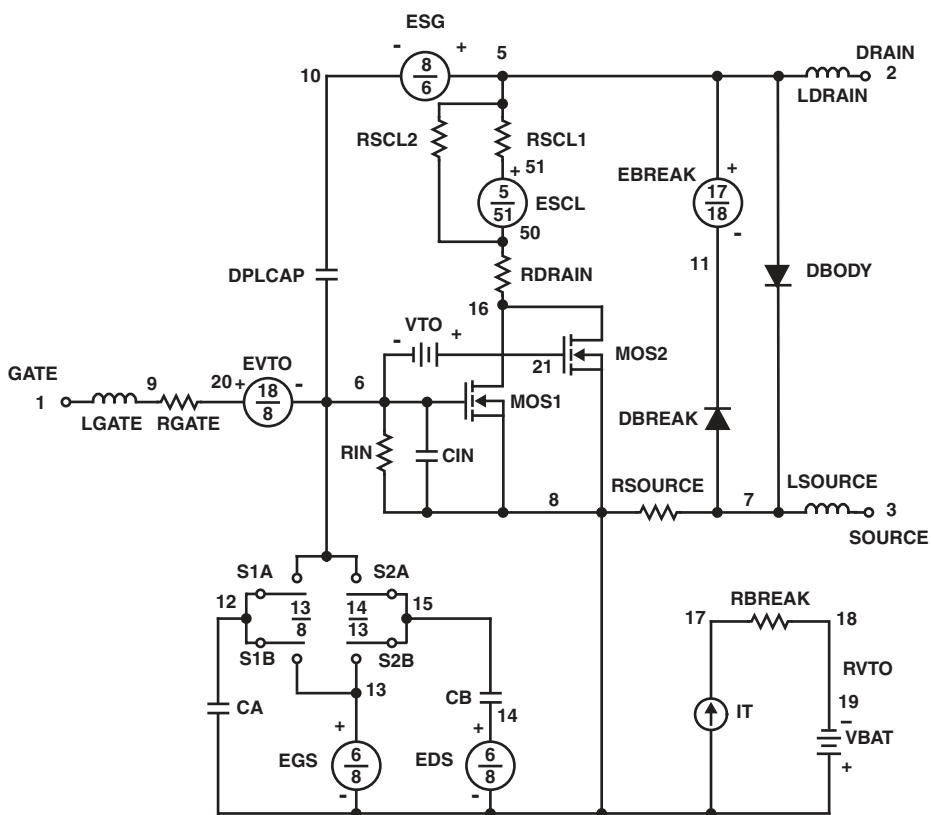 ESG
- + 5
10 8
6
DRAIN
2
LDRAIN
RSCL2
RSCL1
51
+
5
51
ESCL
50
EBREAK
+
17
18
-
11
DPLCAP
RDRAIN
DBODY
16
VTO
- +
21
MOS2
EVTO
GATE
1
9
20 +
18
8
-
6
MOS1
LGATE
RGATE
DBREAK
RIN
CIN
8
RSOURCE
7
LSOURCE
3
SOURCE
S1A
S2A
12
13
8
14
13
15
S1B
S2B
13
RBREAK
17
18
RVTO
19
CA
CB
14
IT
-
VBAT
+
+
EGS
6
8
-
+
EDS
6
8
-